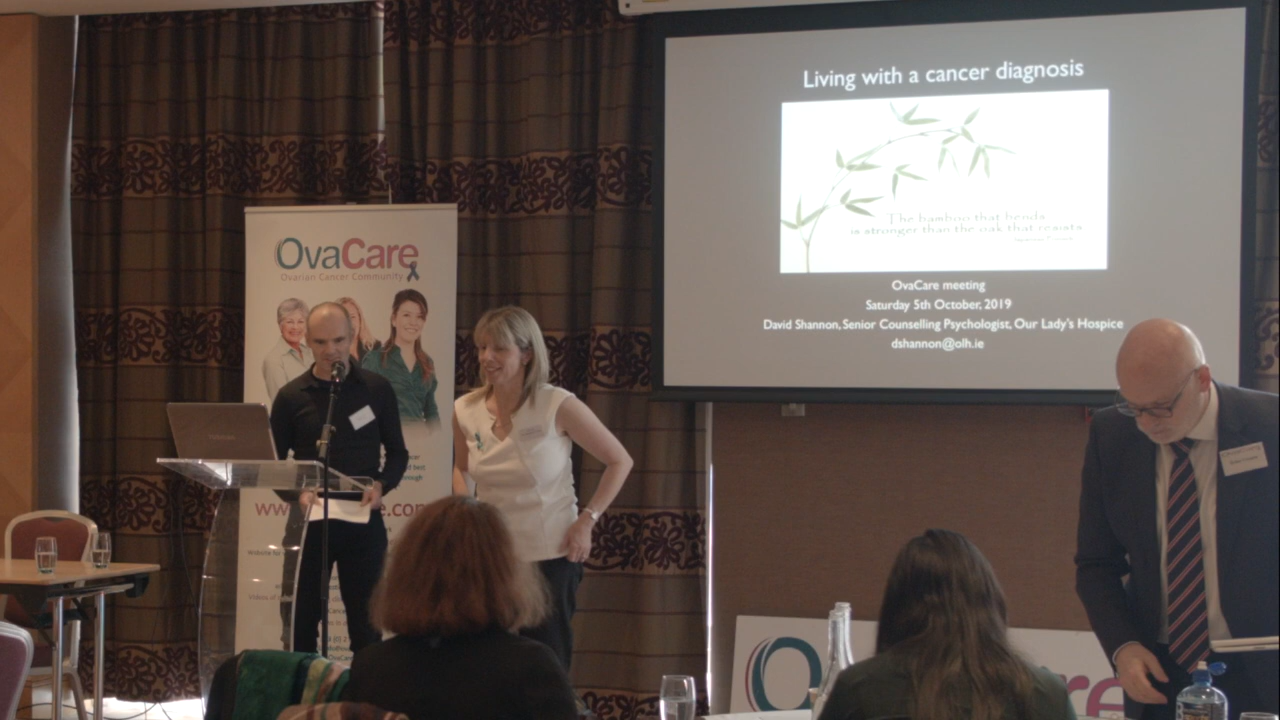 Living with a cancer diagnosis
The bamboo that bends
is stronger than the oak that resists
OvaCare meeting
Saturday 5th October, 2019
David Shannon, Senior Counselling Psychologist, Our Lady's Hospice
dshannon@olh.ie
OvaCare
Ovarian Cancer Community